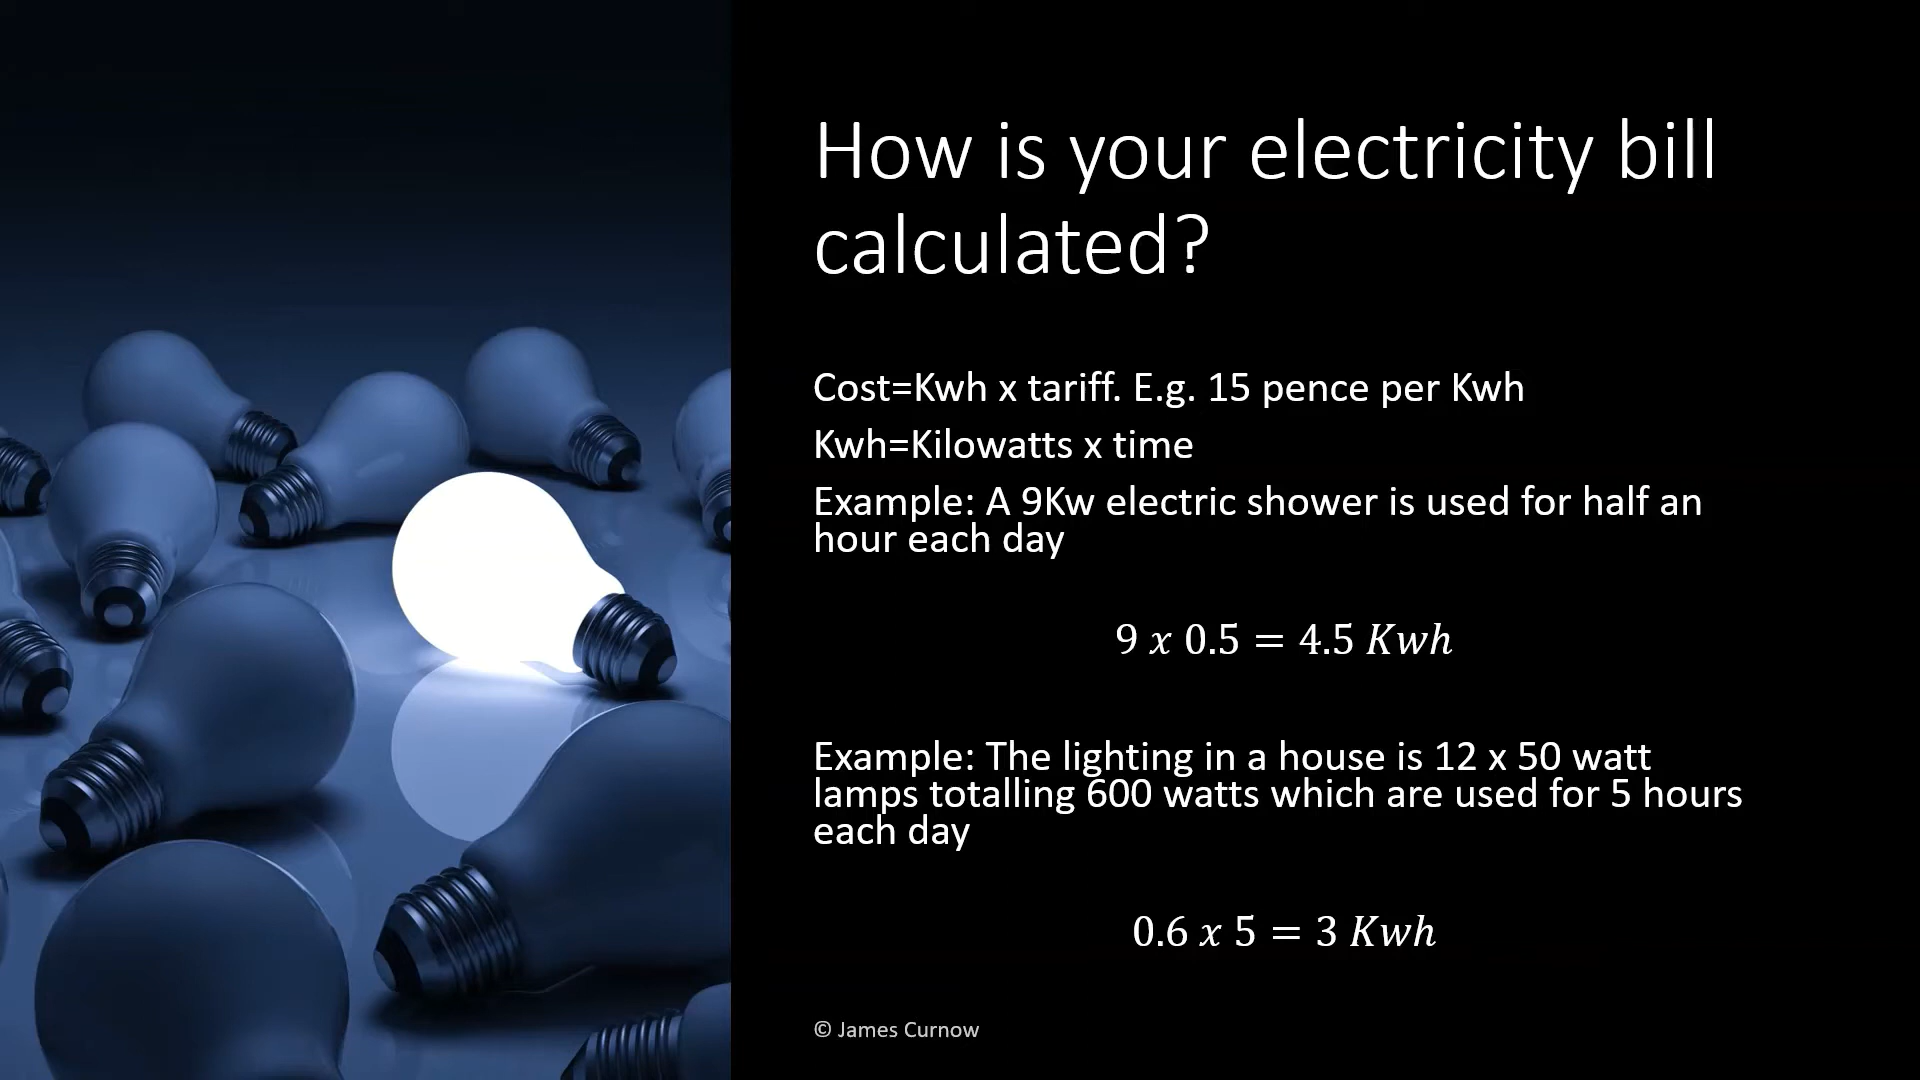 How is your electricity bill
calculated?
Cost=Kwh x tariff. E.g. 15 pence per Kwh
Kwh=Kilowatts x time
Example: A 9Kw electric shower is used for half an
hour each day
9 x 0.5 = 4.5 Kwh
Example: The lighting in a house is 12 x 50 watt
lamps totalling 600 watts which are used for 5 hours
each day
0.6 x 5 = 3 Kwh
© James Curnow